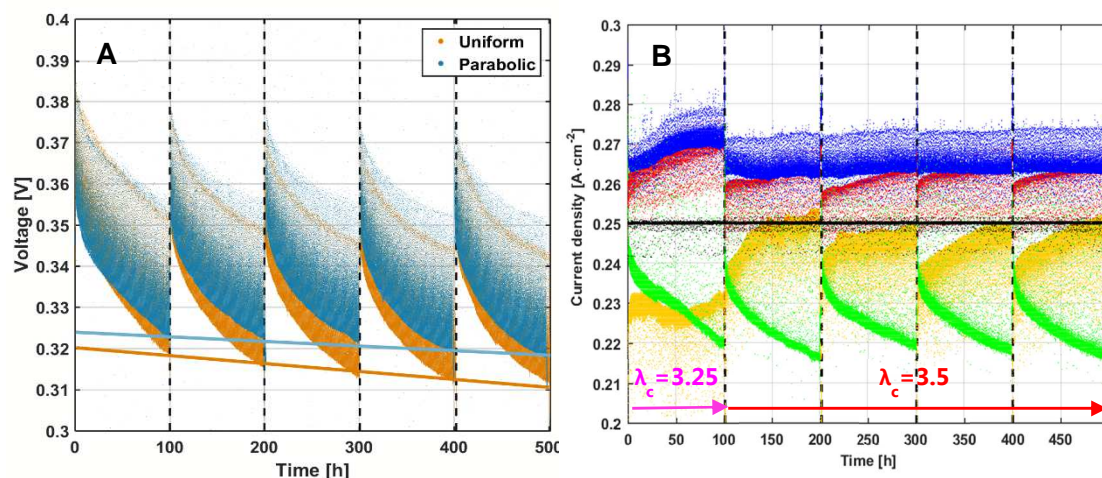 A
Uniform
Parabolic
0.4
0.39
0.38
0.37
0.36
0.35
0.34
0.33
0.32
0.31
0.3
Voltage [V]
0 100 200 300 400 500
Time [h]
B
0.3
0.29
0.28
0.27
0.26
0.25
0.24
0.23
0.22
0.21
0.2
Current density [A·cm-2]
λc=3.25
λc=3.5
0 50 100 150 200 250 300 350 400 450
Time [h]